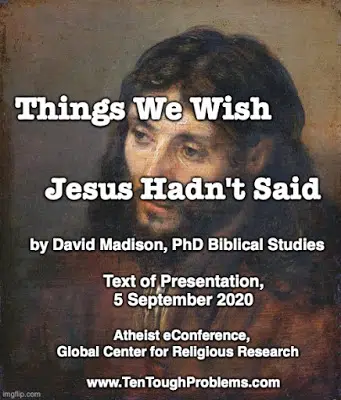 Things We Wish
Jesus Hadn't Said
by David Madison, PhD Biblical Studies
Text of Presentation,
5 September 2020
Atheist eConference,
Global Center for Religious Research
www.TenToughProblems.com
imgflip.com